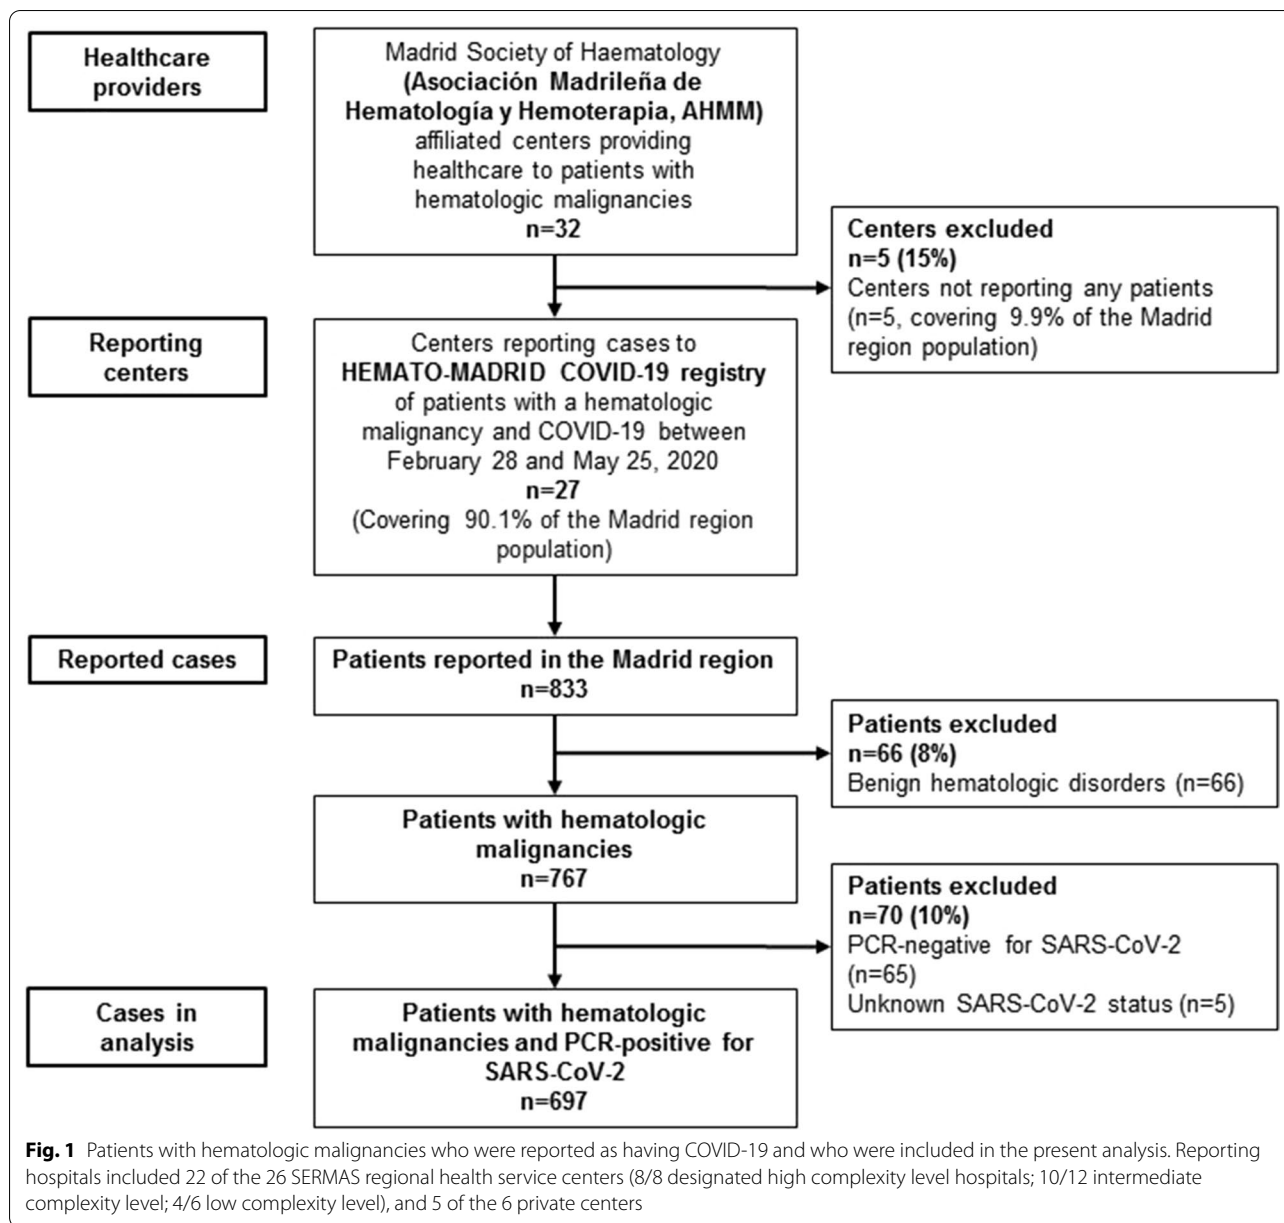 Healthcare
providers
Madrid Society of Haematology
(Asociación Madrileña de
Hematología y Hemoterapia, AHMM)
affiliated centers providing
healthcare to patients with
hematologic malignancies
n=32
Centers excluded
n=5 (15%)
Centers not reporting any patients
(n=5, covering 9.9% of the Madrid
region population)
Reporting
centers
Centers reporting cases to
HEMATO-MADRID COVID-19 registry
of patients with a hematologic
malignancy and COVID-19 between
February 28 and May 25, 2020
n=27
(Covering 90.1% of the Madrid region
population)
Reported cases
Patients reported in the Madrid region
n=833
Patients excluded
n=66 (8%)
Benign hematologic disorders (n=66)
Patients with hematologic
malignancies
n=767
Patients excluded
n=70 (10%)
PCR-negative for SARS-CoV-2
(n=65)
Unknown SARS-CoV-2 status (n=5)
Cases in
analysis
Patients with hematologic
malignancies and PCR-positive for
SARS-CoV-2
n=697
Fig. 1 Patients with hematologic malignancies who were reported as having COVID-19 and who were included in the present analysis. Reporting
hospitals included 22 of the 26 SERMAS regional health service centers (8/8 designated high complexity level hospitals; 10/12 intermediate
complexity level; 4/6 low complexity level), and 5 of the 6 private centers